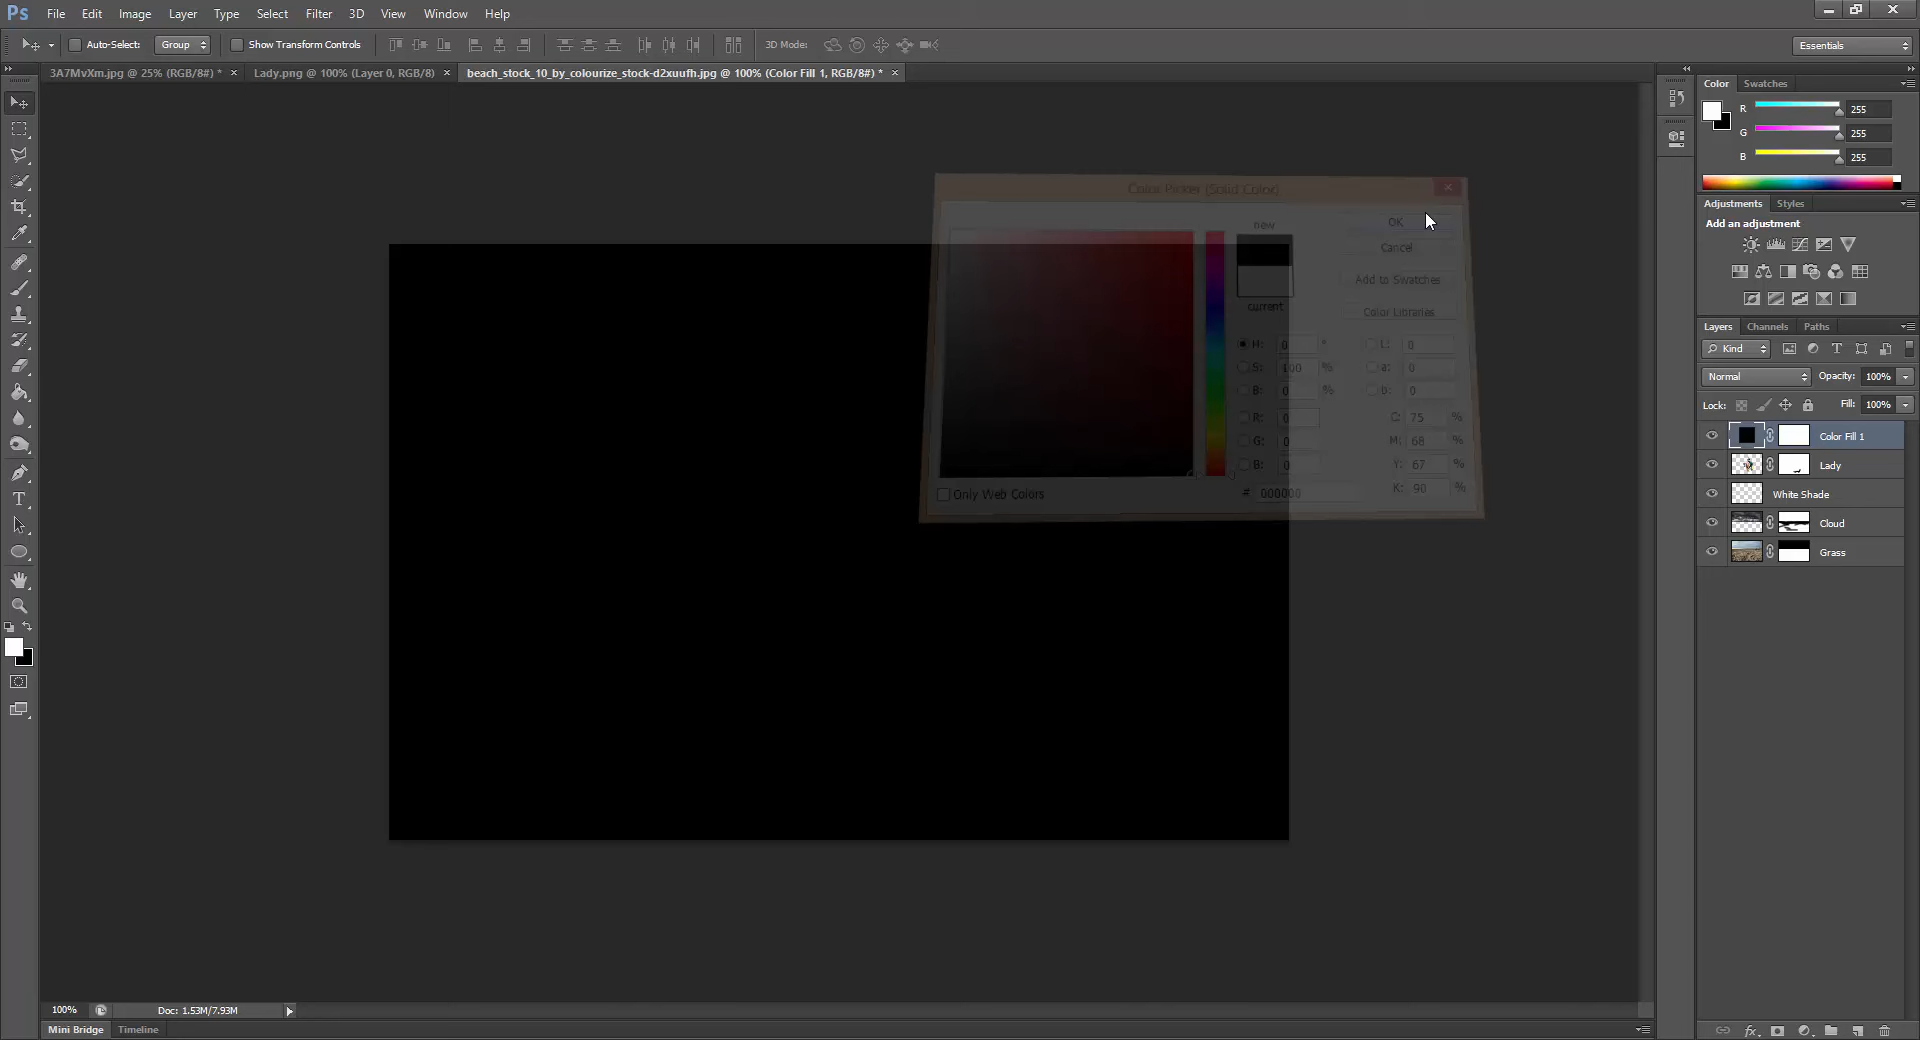 Ps File Edit Image Layer Type Select Filter 3D View Window Help
Auto-Select: Group Show Transform Controls 3D Mode: Essentials
3A7MvXm.jpg @ 25% (RGB/8#) * × Lady.png @ 100% (Layer 0, RGB/8) × beach_stock_10_by_colourize_stock-d2xuufh.jpg @ 100% (Color Fill 1, RGB/8#) * ×
Color Swatches
R 255
G 255
B 255
Adjustments Styles
Add an adjustment
Color Picker (Solid Color)
new
OK
Cancel
Add to Swatches
current
Color Libraries
H: 0 ° L: 0
S: 100 % a: 0
B: 0 % b: 0
R: 0 C: 75 %
G: 0 M: 68 %
B: 0 Y: 67 %
Only Web Colors # 000000 K: 90 %
Layers Channels Paths
Kind
Normal Opacity: 100%
Lock: Fill: 100%
Color Fill 1
Lady
White Shade
Cloud
Grass
100% Doc: 1.53M/7.93M
Mini Bridge Timeline
fx